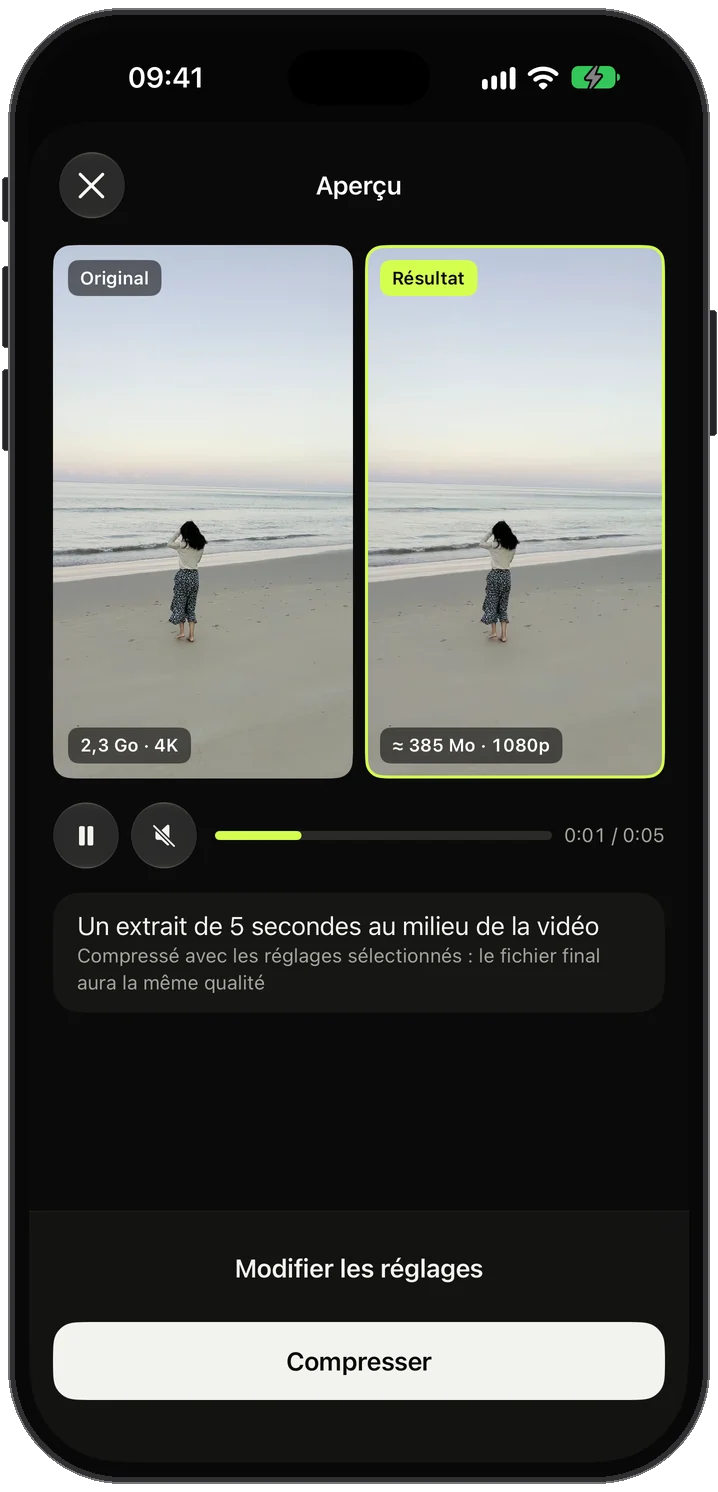 09:41
Aperçu
Original
Résultat
2,3 Go · 4K
≈ 385 Mo · 1080p
0:01 / 0:05
Un extrait de 5 secondes au milieu de la vidéo
Compressé avec les réglages sélectionnés : le fichier final
aura la même qualité
Modifier les réglages
Compresser